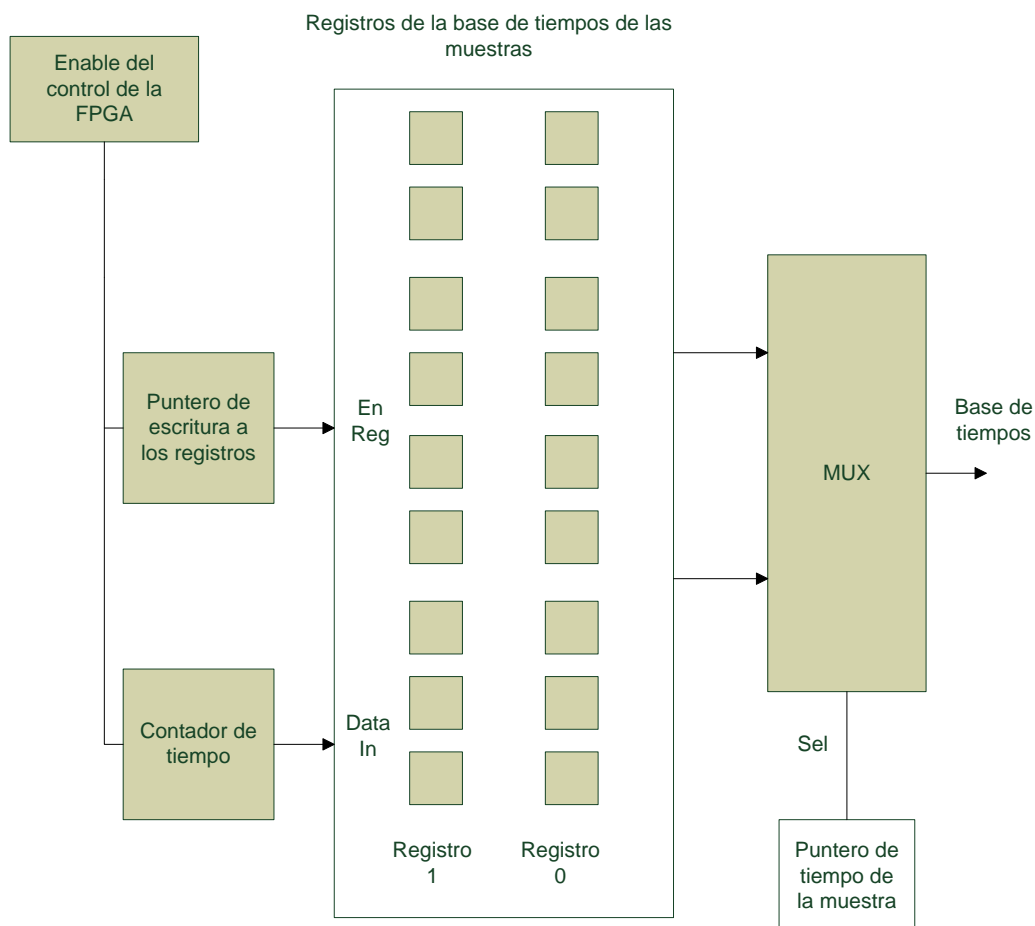 Registros de la base de tiempos de las
muestras
Enable del
control de la
FPGA
Puntero de
escritura a
los registros
En
Reg
Contador de
tiempo
Data
In
Registro
1
Registro
0
MUX
Base de
tiempos
Sel
Puntero de
tiempo de
la muestra